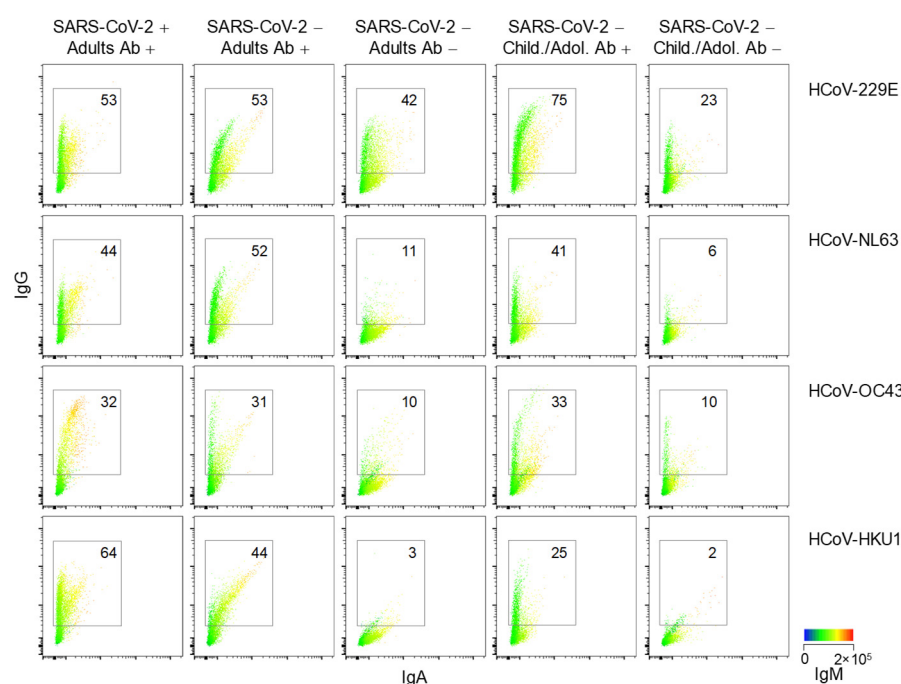 SARS-CoV-2 + SARS-CoV-2 − SARS-CoV-2 − SARS-CoV-2 − SARS-CoV-2 −
Adults Ab + Adults Ab + Adults Ab − Child./Adol. Ab + Child./Adol. Ab −
53 53 42 75 23 HCoV-229E
44 52 11 41 6 HCoV-NL63
IgG
32 31 10 33 10 HCoV-OC43
64 44 3 25 2 HCoV-HKU1
0 2×10⁵
IgM
IgA